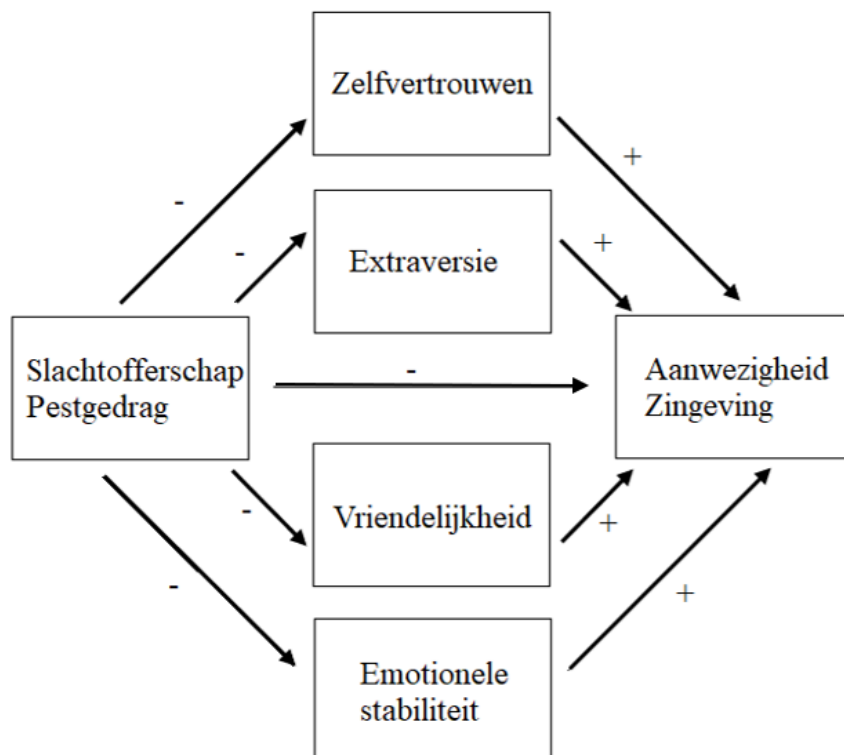 Zelfvertrouwen
+
-
Extraversie
-
+
Slachtofferschap
Pestgedrag
-
Aanwezigheid
Zingeving
Vriendelijkheid
-
+
-
+
Emotionele
stabiliteit